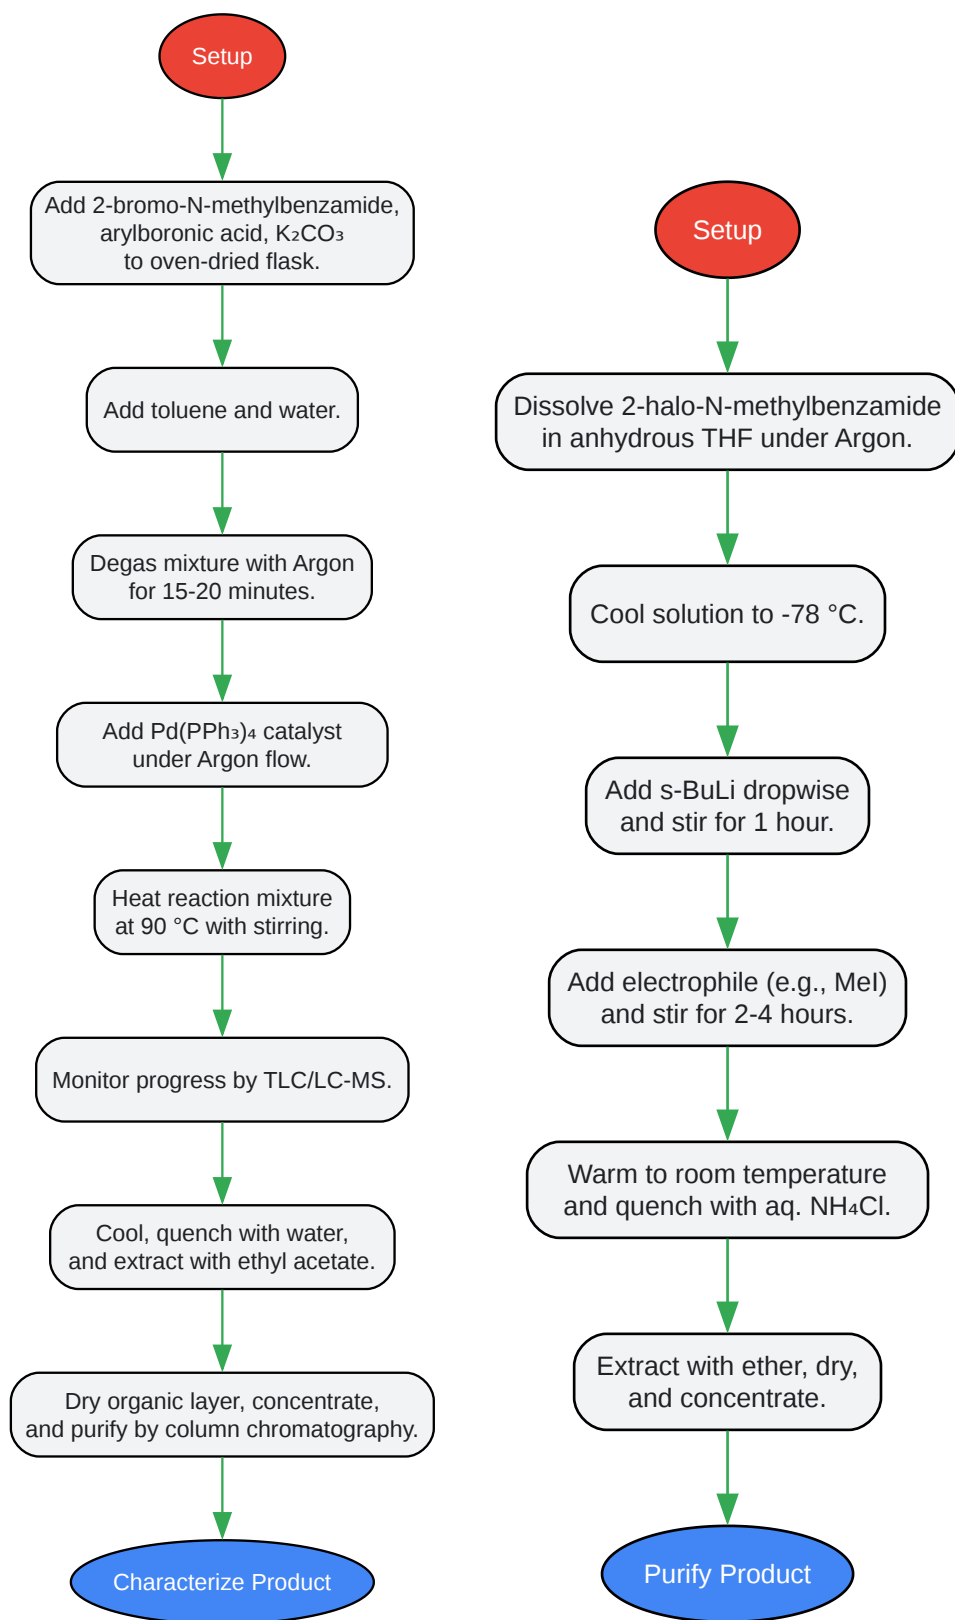 Setup
Add 2-bromo-N-methylbenzamide,
arylboronic acid, K₂CO₃
to oven-dried flask.
Add toluene and water.
Degas mixture with Argon
for 15-20 minutes.
Add Pd(PPh₃)₄ catalyst
under Argon flow.
Heat reaction mixture
at 90 °C with stirring.
Monitor progress by TLC/LC-MS.
Cool, quench with water,
and extract with ethyl acetate.
Dry organic layer, concentrate,
and purify by column chromatography.
Characterize Product
Setup
Dissolve 2-halo-N-methylbenzamide
in anhydrous THF under Argon.
Cool solution to -78 °C.
Add s-BuLi dropwise
and stir for 1 hour.
Add electrophile (e.g., MeI)
and stir for 2-4 hours.
Warm to room temperature
and quench with aq. NH₄Cl.
Extract with ether, dry,
and concentrate.
Purify Product